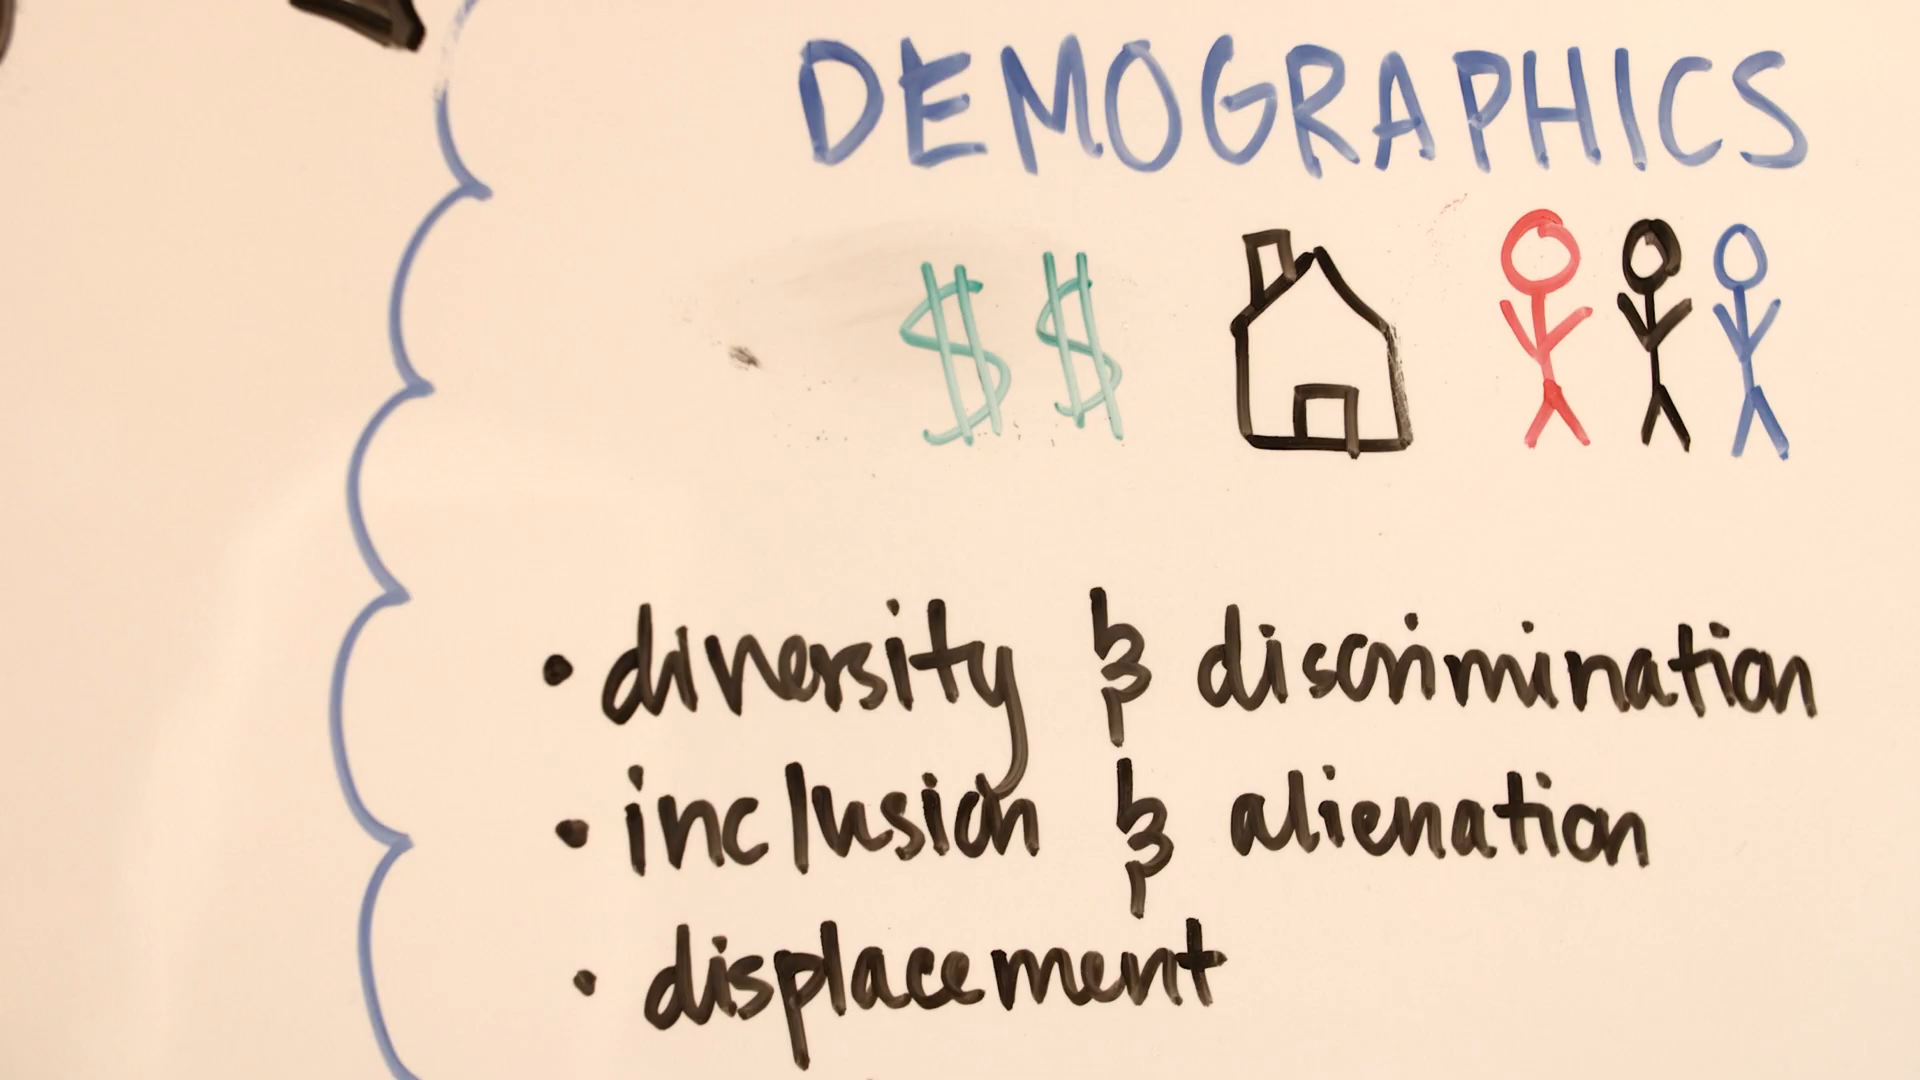 DEMOGRAPHICS
$ $
• diversity & discrimination
• inclusion & alienation
• displacement